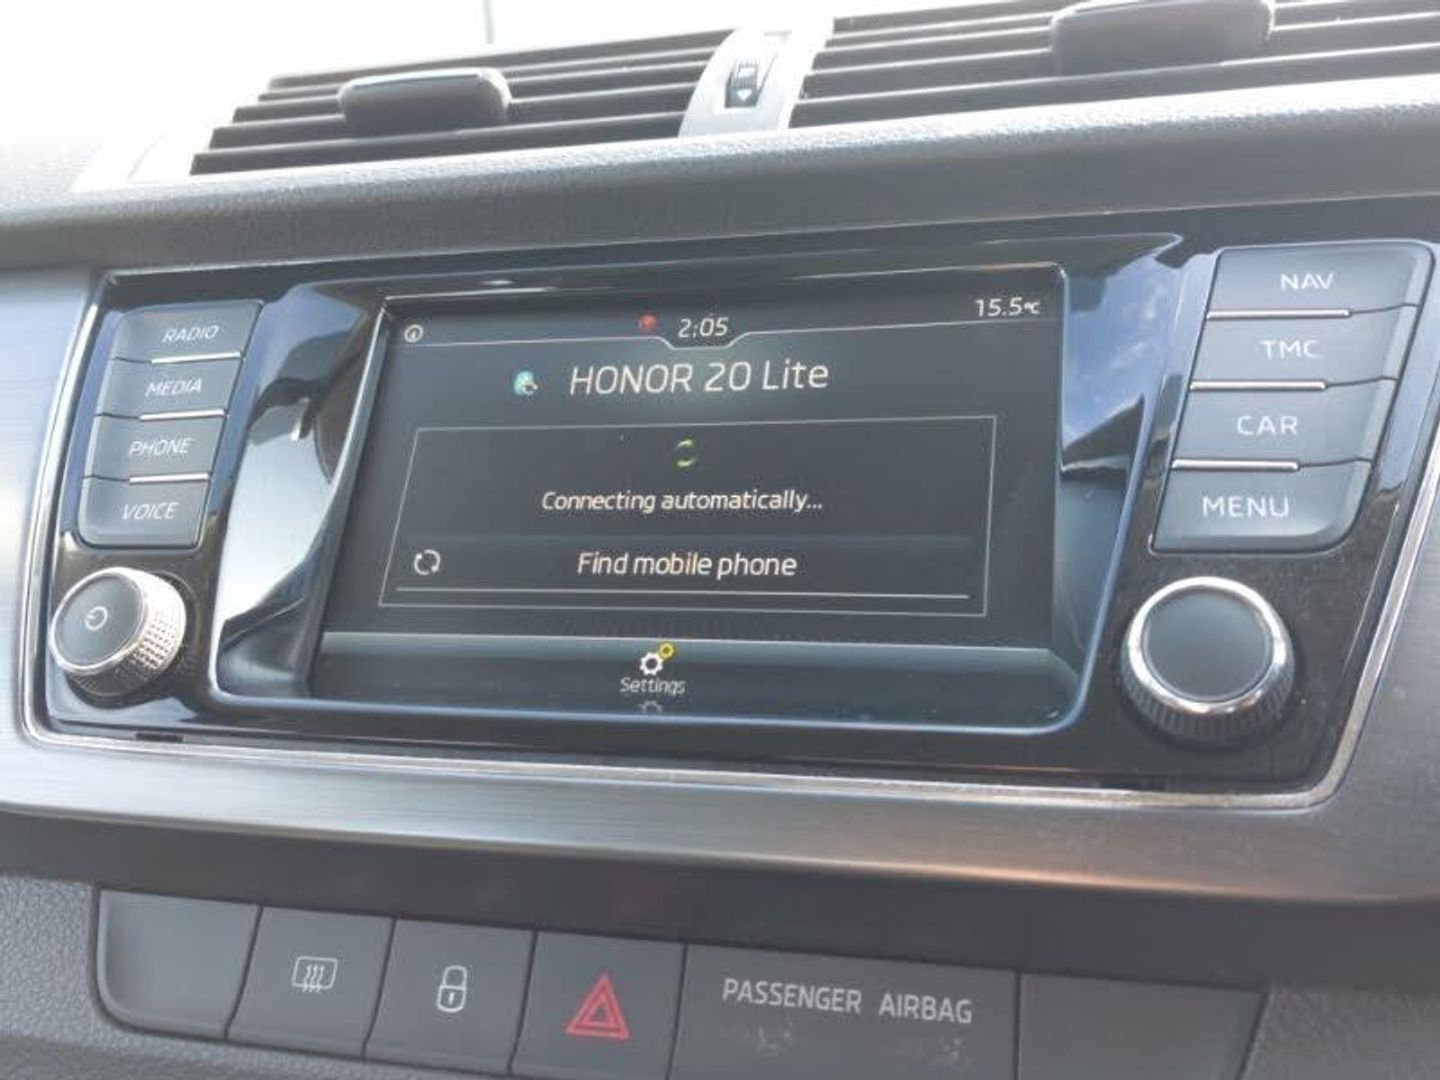 RADIO
MEDIA
PHONE
VOICE
2:05
15.5°C
HONOR 20 Lite
Connecting automatically...
Find mobile phone
Settings
NAV
TMC
CAR
MENU
PASSENGER AIRBAG